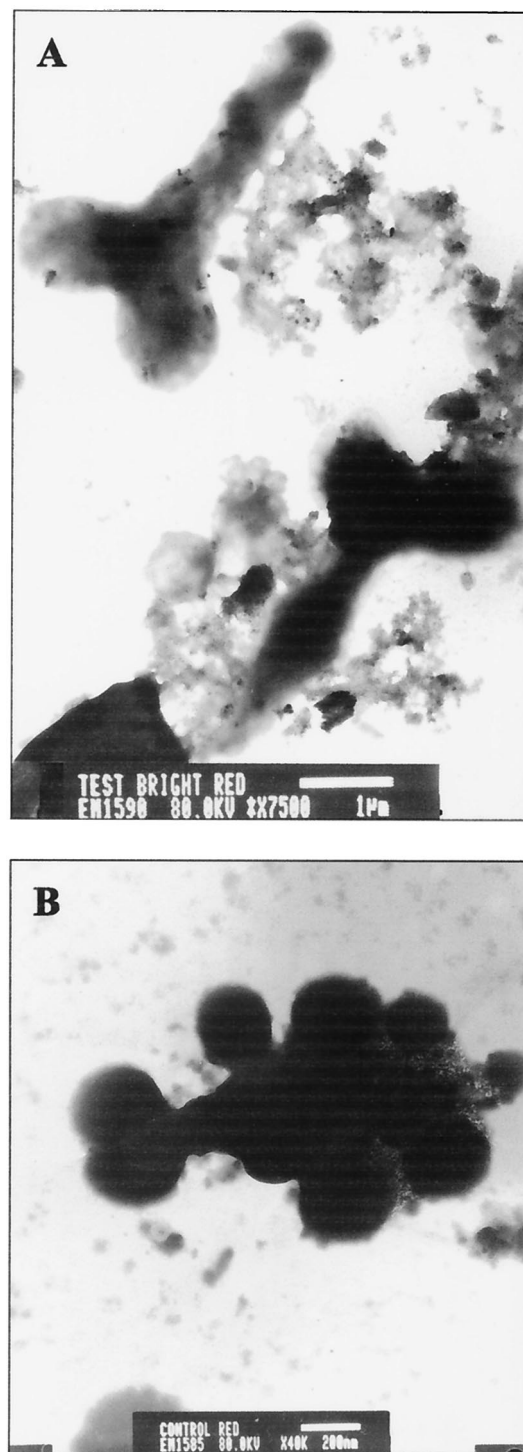 A
TEST BRIGHT RED
EM1590 80.0KV ‡X7500 1µm
B
CONTROL RED
EM1585 80.0KV X40K 200nm